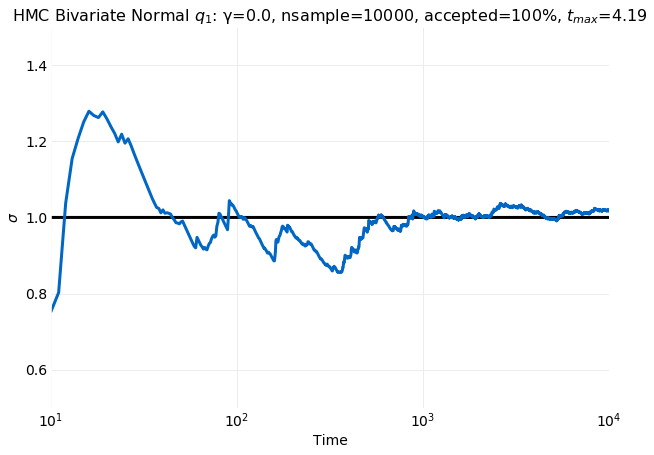 HMC Bivariate Normal q₁: γ=0.0, nsample=10000, accepted=100%, tₘₐₓ=4.19
1.4
1.2
1.0
0.8
0.6
σ
10¹ 10² 10³ 10⁴
Time